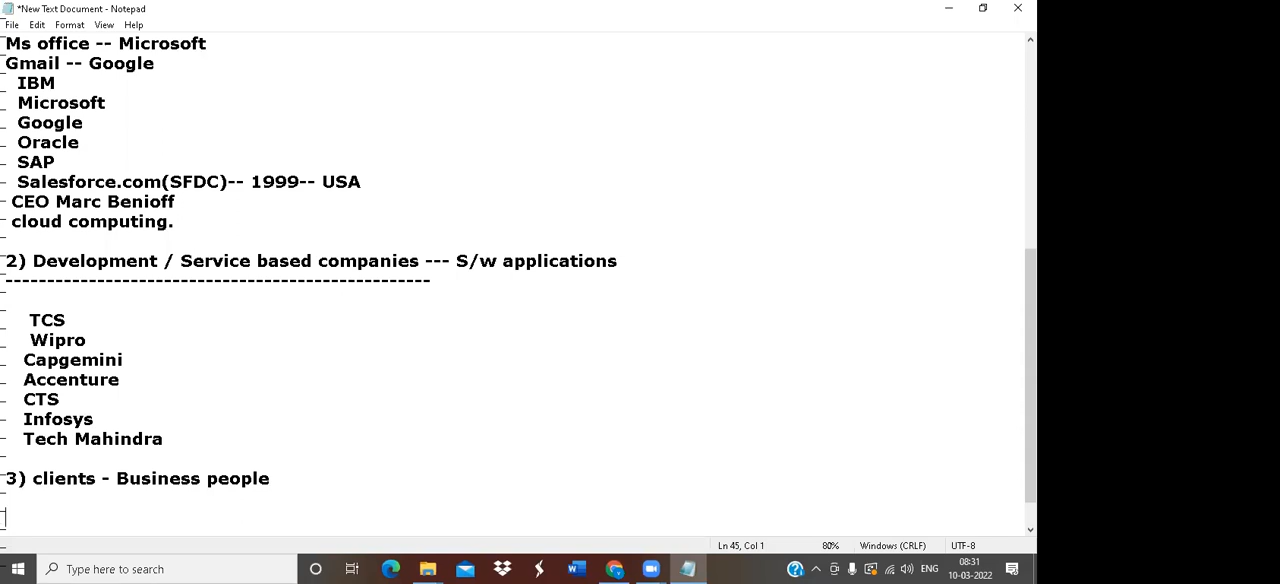 *New Text Document - Notepad
File Edit Format View Help
Ms office -- Microsoft
Gmail -- Google
IBM
Microsoft
Google
Oracle
SAP
Salesforce.com(SFDC)-- 1999-- USA
CEO Marc Benioff
cloud computing.
2) Development / Service based companies --- S/w applications
---------------------------------------------------
TCS
Wipro
Capgemini
Accenture
CTS
Infosys
Tech Mahindra
3) clients - Business people
Ln 45, Col 1 80% Windows (CRLF) UTF-8
Type here to search ENG 08:31
10-03-2022